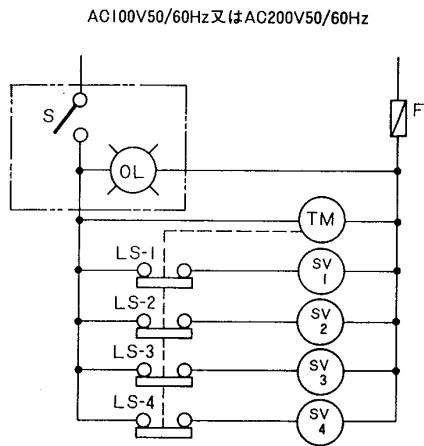 AC100V50/60Hz又はAC200V50/60Hz
S
F
OL
TM
LS-1
SV
1
LS-2
SV
2
LS-3
SV
3
LS-4
SV
4